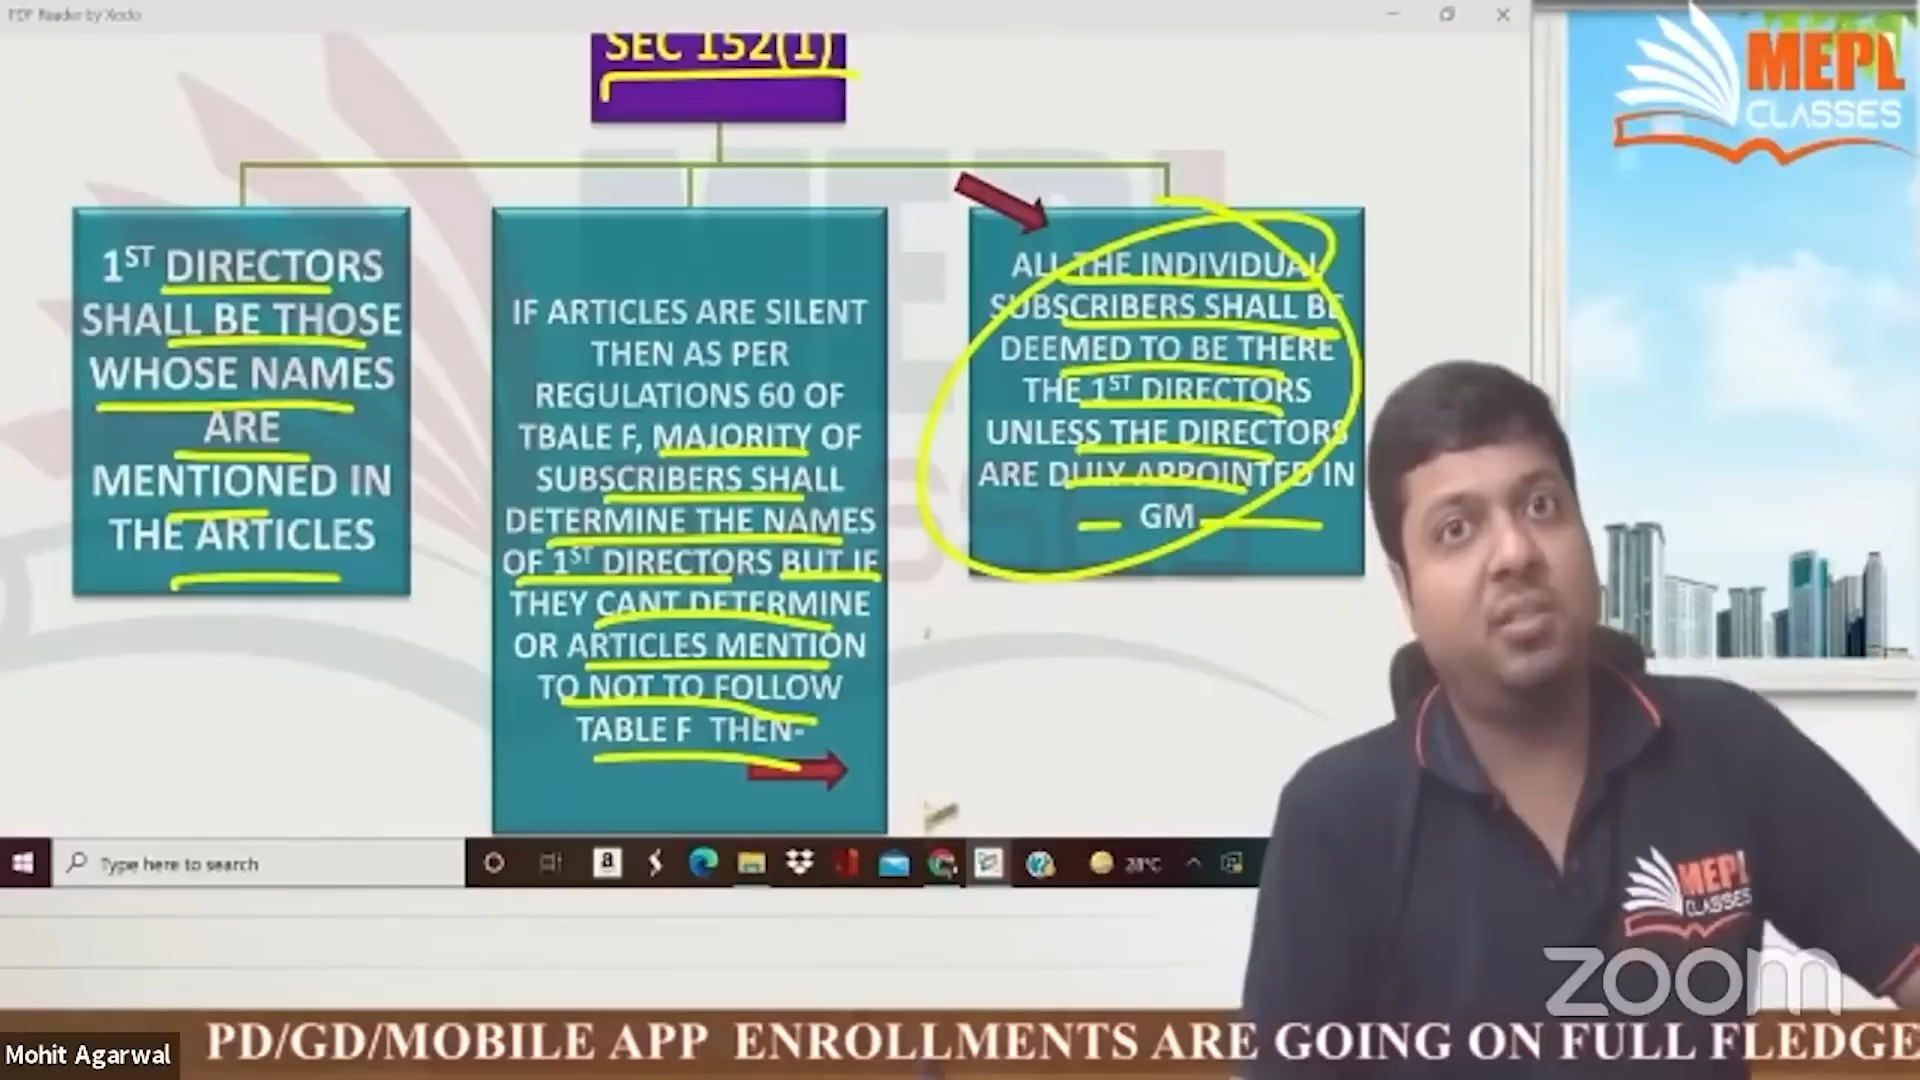 PDF Reader by Xodo
SEC 152(1)
MEPL
CLASSES
1ST DIRECTORS
SHALL BE THOSE
WHOSE NAMES
ARE
MENTIONED IN
THE ARTICLES
IF ARTICLES ARE SILENT
THEN AS PER
REGULATIONS 60 OF
TBALE F, MAJORITY OF
SUBSCRIBERS SHALL
DETERMINE THE NAMES
OF 1ST DIRECTORS BUT IF
THEY CANT DETERMINE
OR ARTICLES MENTION
TO NOT TO FOLLOW
TABLE F THEN-
ALL THE INDIVIDUAL
SUBSCRIBERS SHALL BE
DEEMED TO BE THERE
THE 1ST DIRECTORS
UNLESS THE DIRECTORS
ARE DULY APPOINTED IN
GM
Type here to search
28°C
MEPL
CLASSES
zoom
Mohit Agarwal
PD/GD/MOBILE APP ENROLLMENTS ARE GOING ON FULL FLEDGE